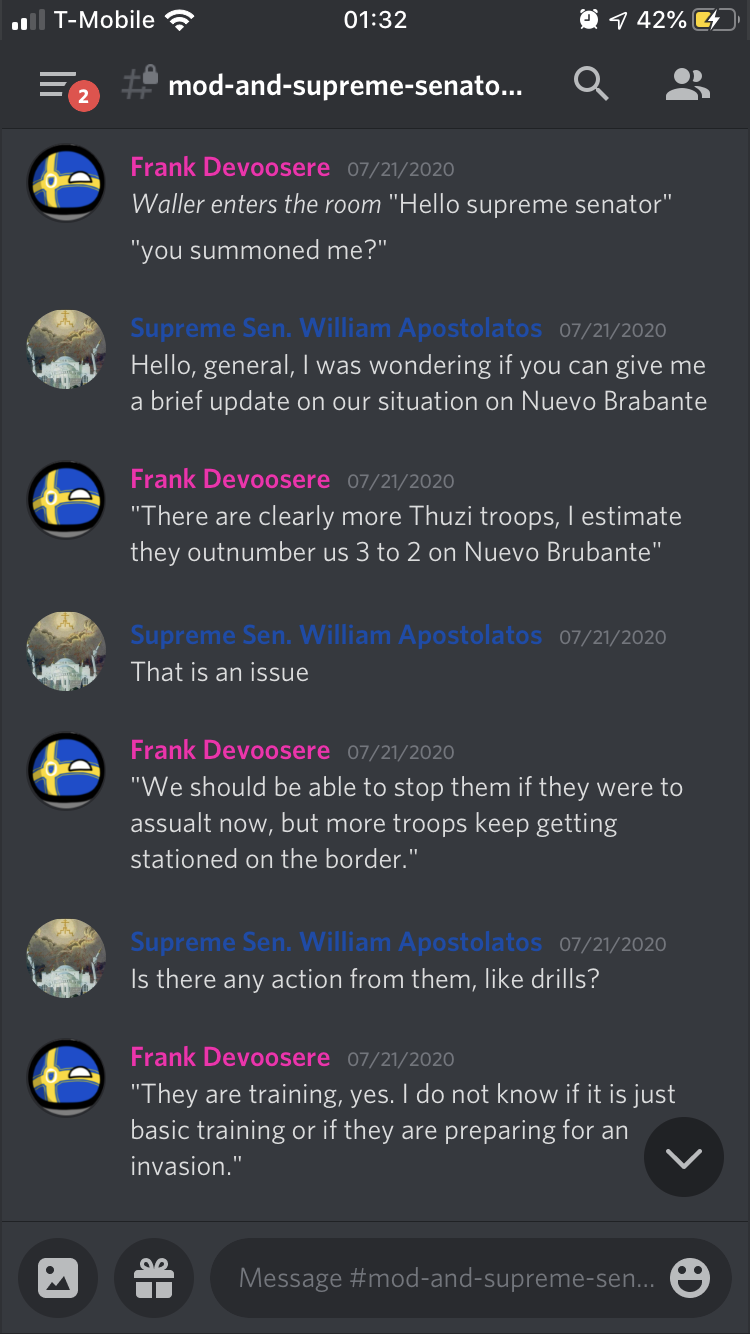 T-Mobile 01:32 42%
2 mod-and-supreme-senato...
Frank Devoosere 07/21/2020
Waller enters the room "Hello supreme senator"
"you summoned me?"
Supreme Sen. William Apostolatos 07/21/2020
Hello, general, I was wondering if you can give me
a brief update on our situation on Nuevo Brabante
Frank Devoosere 07/21/2020
"There are clearly more Thuzi troops, I estimate
they outnumber us 3 to 2 on Nuevo Brubante"
Supreme Sen. William Apostolatos 07/21/2020
That is an issue
Frank Devoosere 07/21/2020
"We should be able to stop them if they were to
assualt now, but more troops keep getting
stationed on the border."
Supreme Sen. William Apostolatos 07/21/2020
Is there any action from them, like drills?
Frank Devoosere 07/21/2020
"They are training, yes. I do not know if it is just
basic training or if they are preparing for an
invasion."
Message #mod-and-supreme-sen...